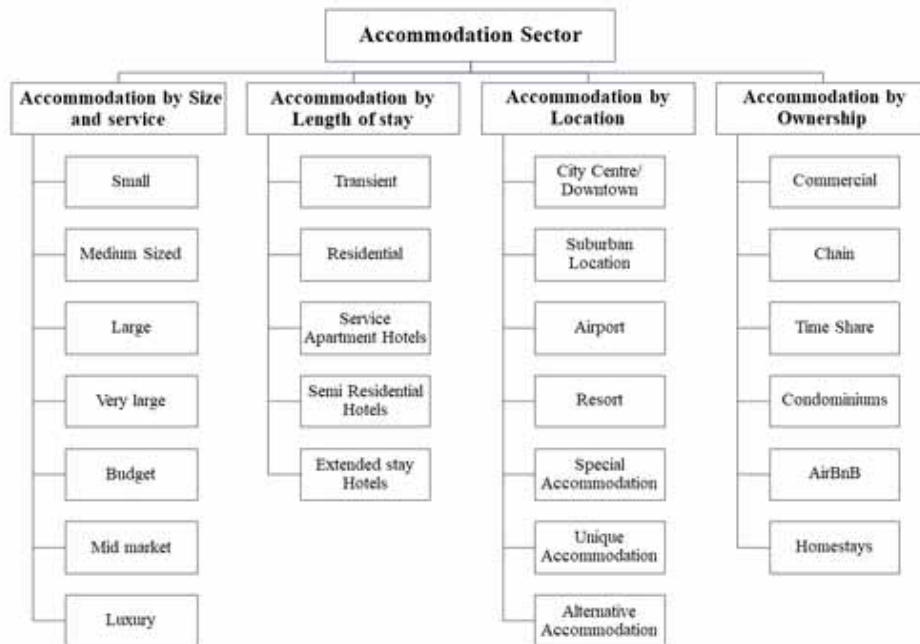 Accommodation Sector
Accommodation by Size
and service
Small
Medium Sized
Large
Very large
Budget
Mid market
Luxury
Accommodation by
Length of stay
Transient
Residential
Service
Apartment Hotels
Semi Residential
Hotels
Extended stay
Hotels
Accommodation by
Location
City Centre/
Downtown
Suburban
Location
Airport
Resort
Special
Accommodation
Unique
Accommodation
Alternative
Accommodation
Accommodation by
Ownership
Commercial
Chain
Time Share
Condominiums
AirBnB
Homestays